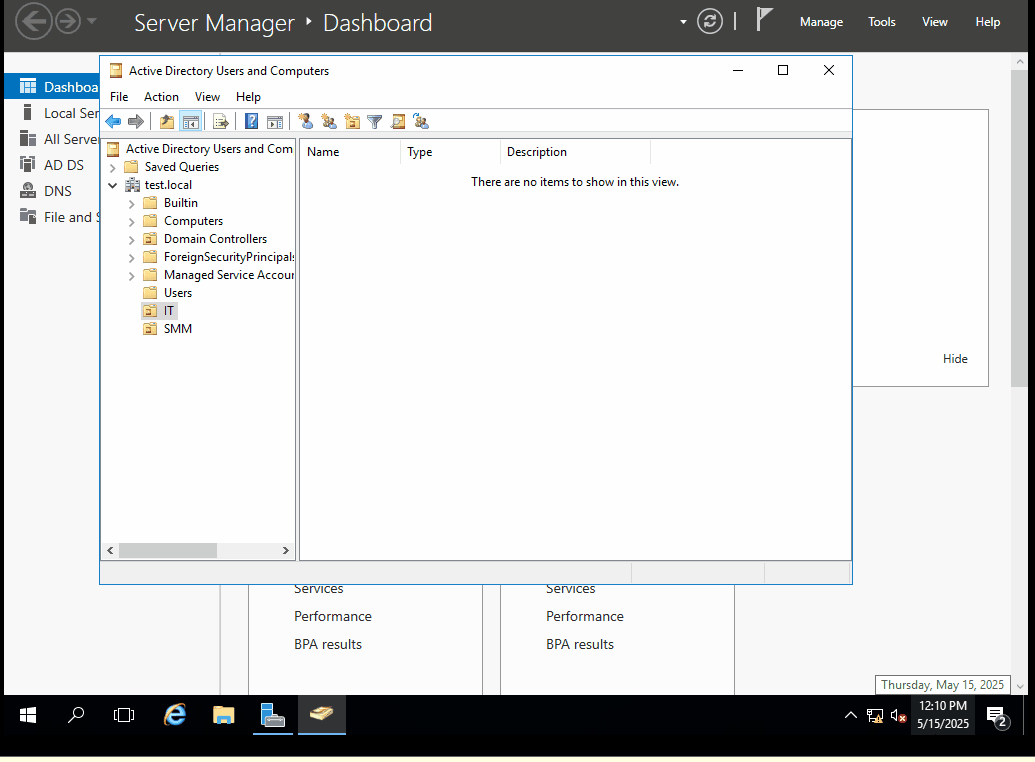 Server Manager ‣ Dashboard
Manage Tools View Help
Active Directory Users and Computers
File Action View Help
Dashboa
Local Ser
All Server
AD DS
DNS
File and S
Active Directory Users and Com
Saved Queries
test.local
Builtin
Computers
Domain Controllers
ForeignSecurityPrincipals
Managed Service Accour
Users
IT
SMM
Name Type Description
There are no items to show in this view.
Hide
Services
Performance
BPA results
Services
Performance
BPA results
Thursday, May 15, 2025
12:10 PM
5/15/2025
2